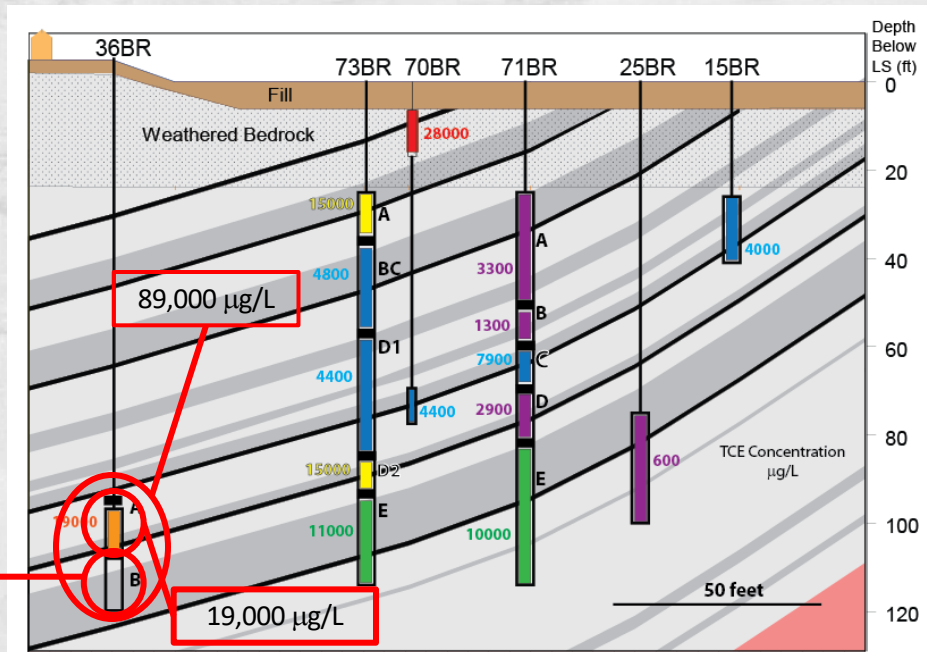 Depth
Below
LS (ft)
36BR
73BR 70BR 71BR 25BR 15BR
0
Fill
Weathered Bedrock
28000
20
15000 A
A
40
4800 BC
3300
4000
89,000 µg/L
B
1300
60
D1
7900 C
4400
2900 D
4400
80
15000 D2
600
TCE Concentration
µg/L
A
19000
E
E
11000
10000
100
B
50 feet
19,000 µg/L
120